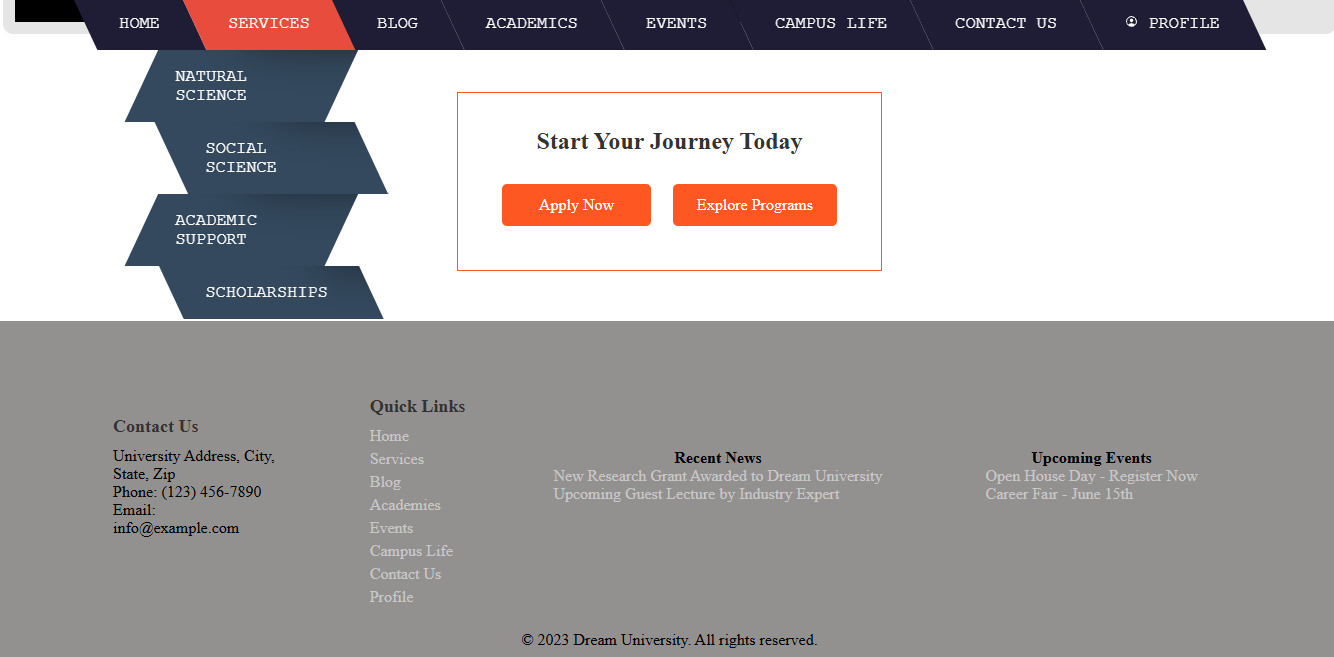 HOME SERVICES BLOG ACADEMICS EVENTS CAMPUS LIFE CONTACT US PROFILE
NATURAL
SCIENCE
SOCIAL
SCIENCE
ACADEMIC
SUPPORT
SCHOLARSHIPS
Start Your Journey Today
Apply Now Explore Programs
Contact Us
University Address, City,
State, Zip
Phone: (123) 456-7890
Email:
info@example.com
Quick Links
Home
Services
Blog
Academies
Events
Campus Life
Contact Us
Profile
Recent News
New Research Grant Awarded to Dream University
Upcoming Guest Lecture by Industry Expert
Upcoming Events
Open House Day - Register Now
Career Fair - June 15th
© 2023 Dream University. All rights reserved.